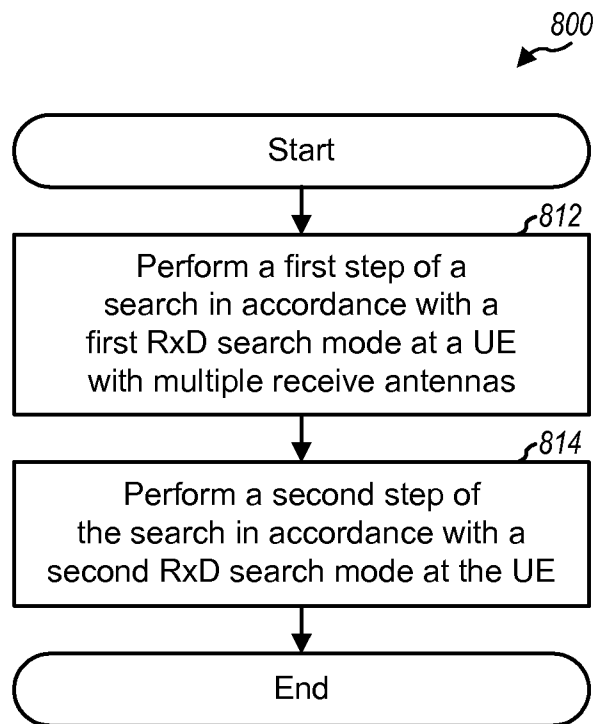 800
Start
812
Perform a first step of a
search in accordance with a
first RxD search mode at a UE
with multiple receive antennas
814
Perform a second step of
the search in accordance with a
second RxD search mode at the UE
End